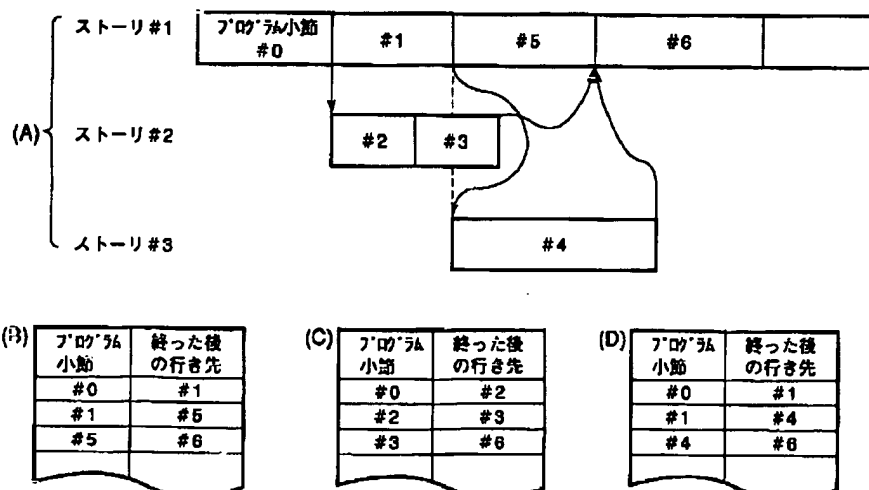 ストーリ#1
プログラム小節
#0
#1
#5
#6
(A)
ストーリ#2
#2
#3
ストーリ#3
#4
(B)
プログラム
小節
終った後
の行き先
#0 #1
#1 #5
#5 #6
(C)
プログラム
小節
終った後
の行き先
#0 #2
#2 #3
#3 #6
(D)
プログラム
小節
終った後
の行き先
#0 #1
#1 #4
#4 #6